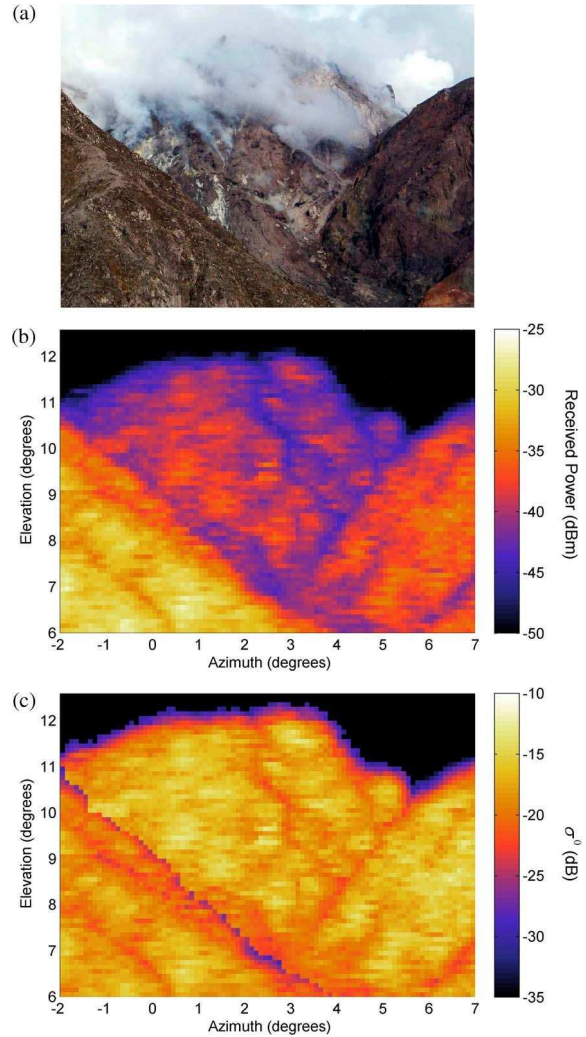 (a)
(b)
12
11
10
9
8
7
6
Elevation (degrees)
-2 -1 0 1 2 3 4 5 6 7
Azimuth (degrees)
-25
-30
-35
-40
-45
-50
Received Power (dBm)
(c)
12
11
10
9
8
7
6
Elevation (degrees)
-2 -1 0 1 2 3 4 5 6 7
Azimuth (degrees)
-10
-15
-20
-25
-30
-35
σ⁰ (dB)